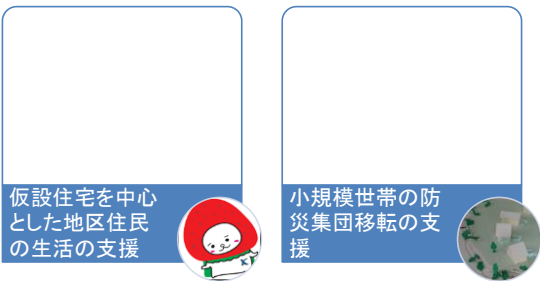 仮設住宅を中心
とした地区住民
の生活の支援
小規模世帯の防
災集団移転の支
援